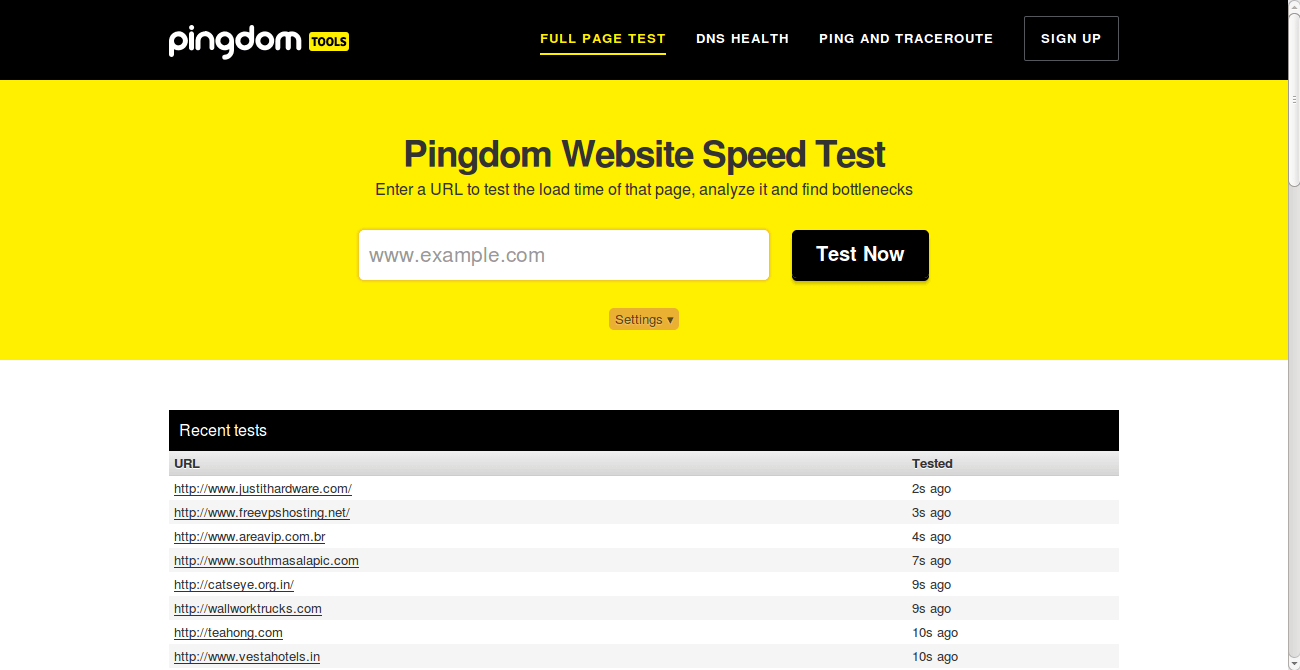 pingdom TOOLS FULL PAGE TEST DNS HEALTH PING AND TRACEROUTE SIGN UP
Pingdom Website Speed Test
Enter a URL to test the load time of that page, analyze it and find bottlenecks
www.example.com Test Now
Settings ▾
Recent tests
URL Tested
http://www.justithardware.com/ 2s ago
http://www.freevpshosting.net/ 3s ago
http://www.areavip.com.br 4s ago
http://www.southmasalapic.com 7s ago
http://catseye.org.in/ 9s ago
http://wallworktrucks.com 9s ago
http://teahong.com 10s ago
http://www.vestahotels.in 10s ago